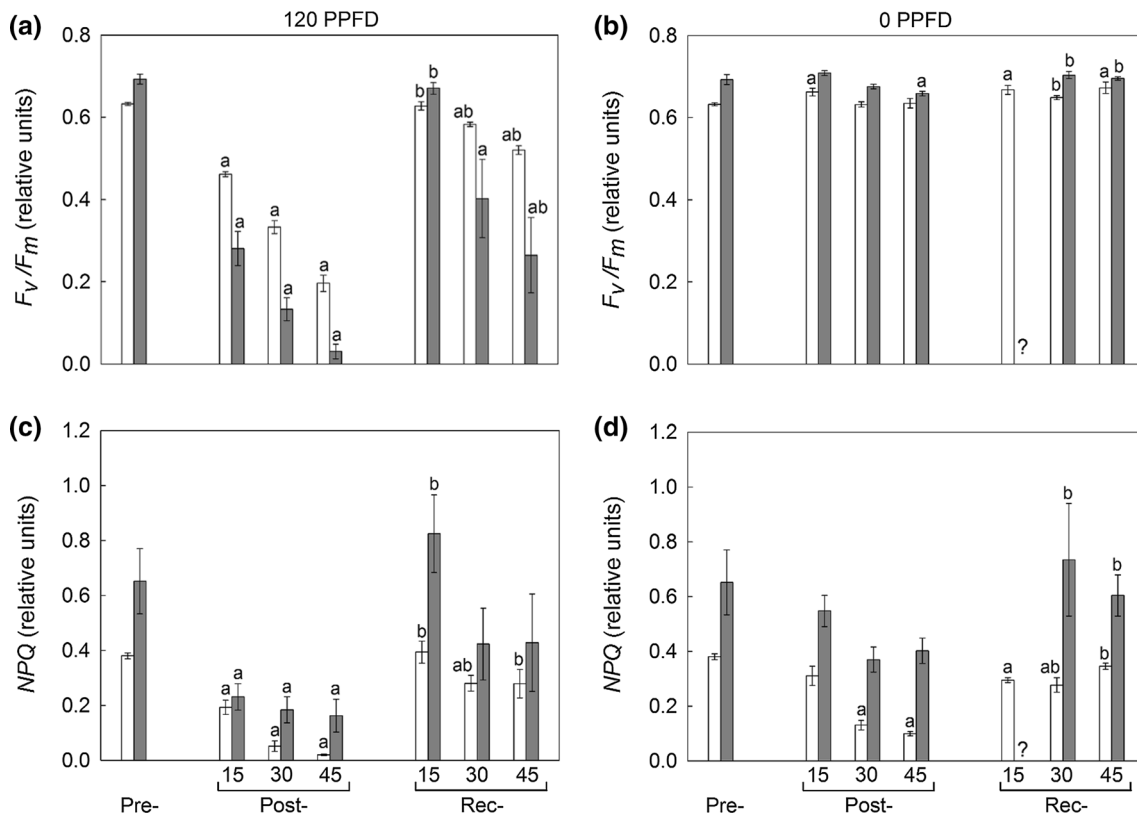 (a) 120 PPFD
(b) 0 PPFD
0.8
0.6
0.4
0.2
0.0
Fv/Fm (relative units)
a a a a a a b b ab a ab ab
0.8
0.6
0.4
0.2
0.0
Fv/Fm (relative units)
a a a ? b b a b
(c)
1.2
1.0
0.8
0.6
0.4
0.2
0.0
NPQ (relative units)
a a a a a a b b ab b
15 30 45 15 30 45
Pre- Post- Rec-
(d)
1.2
1.0
0.8
0.6
0.4
0.2
0.0
NPQ (relative units)
a a a ? ab b b b
15 30 45 15 30 45
Pre- Post- Rec-